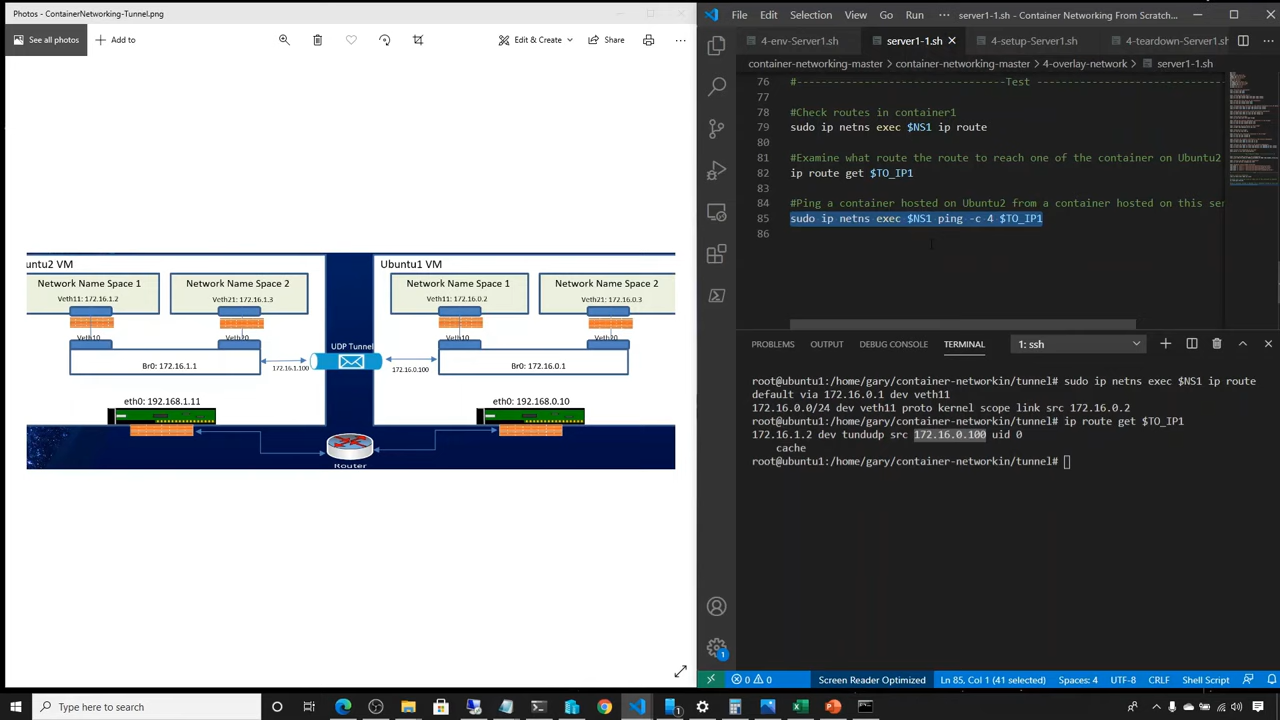 Photos - ContainerNetworking-Tunnel.png
See all photos
Add to
Edit & Create
Share
untu2 VM
Network Name Space 1
Veth11: 172.16.1.2
Network Name Space 2
Veth21: 172.16.1.3
Veth10
Veth20
Br0: 172.16.1.1
172.16.1.100
eth0: 192.168.1.11
UDP Tunnel
Router
Ubuntu1 VM
Network Name Space 1
Veth11: 172.16.0.2
Network Name Space 2
Veth21: 172.16.0.3
Veth10
Veth20
172.16.0.100
Br0: 172.16.0.1
eth0: 192.168.0.10
File Edit Selection View Go Run ··· server1-1.sh - Container Networking From Scratch...
4-env-Server1.sh
server1-1.sh
4-setup-Server1.sh
4-teardown-Server1.sh
container-networking-master > container-networking-master > 4-overlay-network > server1-1.sh
76 #-------------------------------Test
77
78 #Check routes in container1
79 sudo ip netns exec $NS1 ip route
80
81 #Examine what route the route to reach one of the container on Ubuntu2
82 ip route get $TO_IP1
83
84 #Ping a container hosted on Ubuntu2 from a container hosted on this ser
85 sudo ip netns exec $NS1 ping -c 4 $TO_IP1
86
PROBLEMS OUTPUT DEBUG CONSOLE TERMINAL 1: ssh
root@ubuntu1:/home/gary/container-networkin/tunnel# sudo ip netns exec $NS1 ip route
default via 172.16.0.1 dev veth11
172.16.0.0/24 dev veth11 proto kernel scope link src 172.16.0.2
root@ubuntu1:/home/gary/container-networkin/tunnel# ip route get $TO_IP1
172.16.1.2 dev tundudp src 172.16.0.100 uid 0
cache
root@ubuntu1:/home/gary/container-networkin/tunnel#
0 0
Screen Reader Optimized
Ln 85, Col 1 (41 selected)
Spaces: 4
UTF-8
CRLF
Shell Script
1
Type here to search